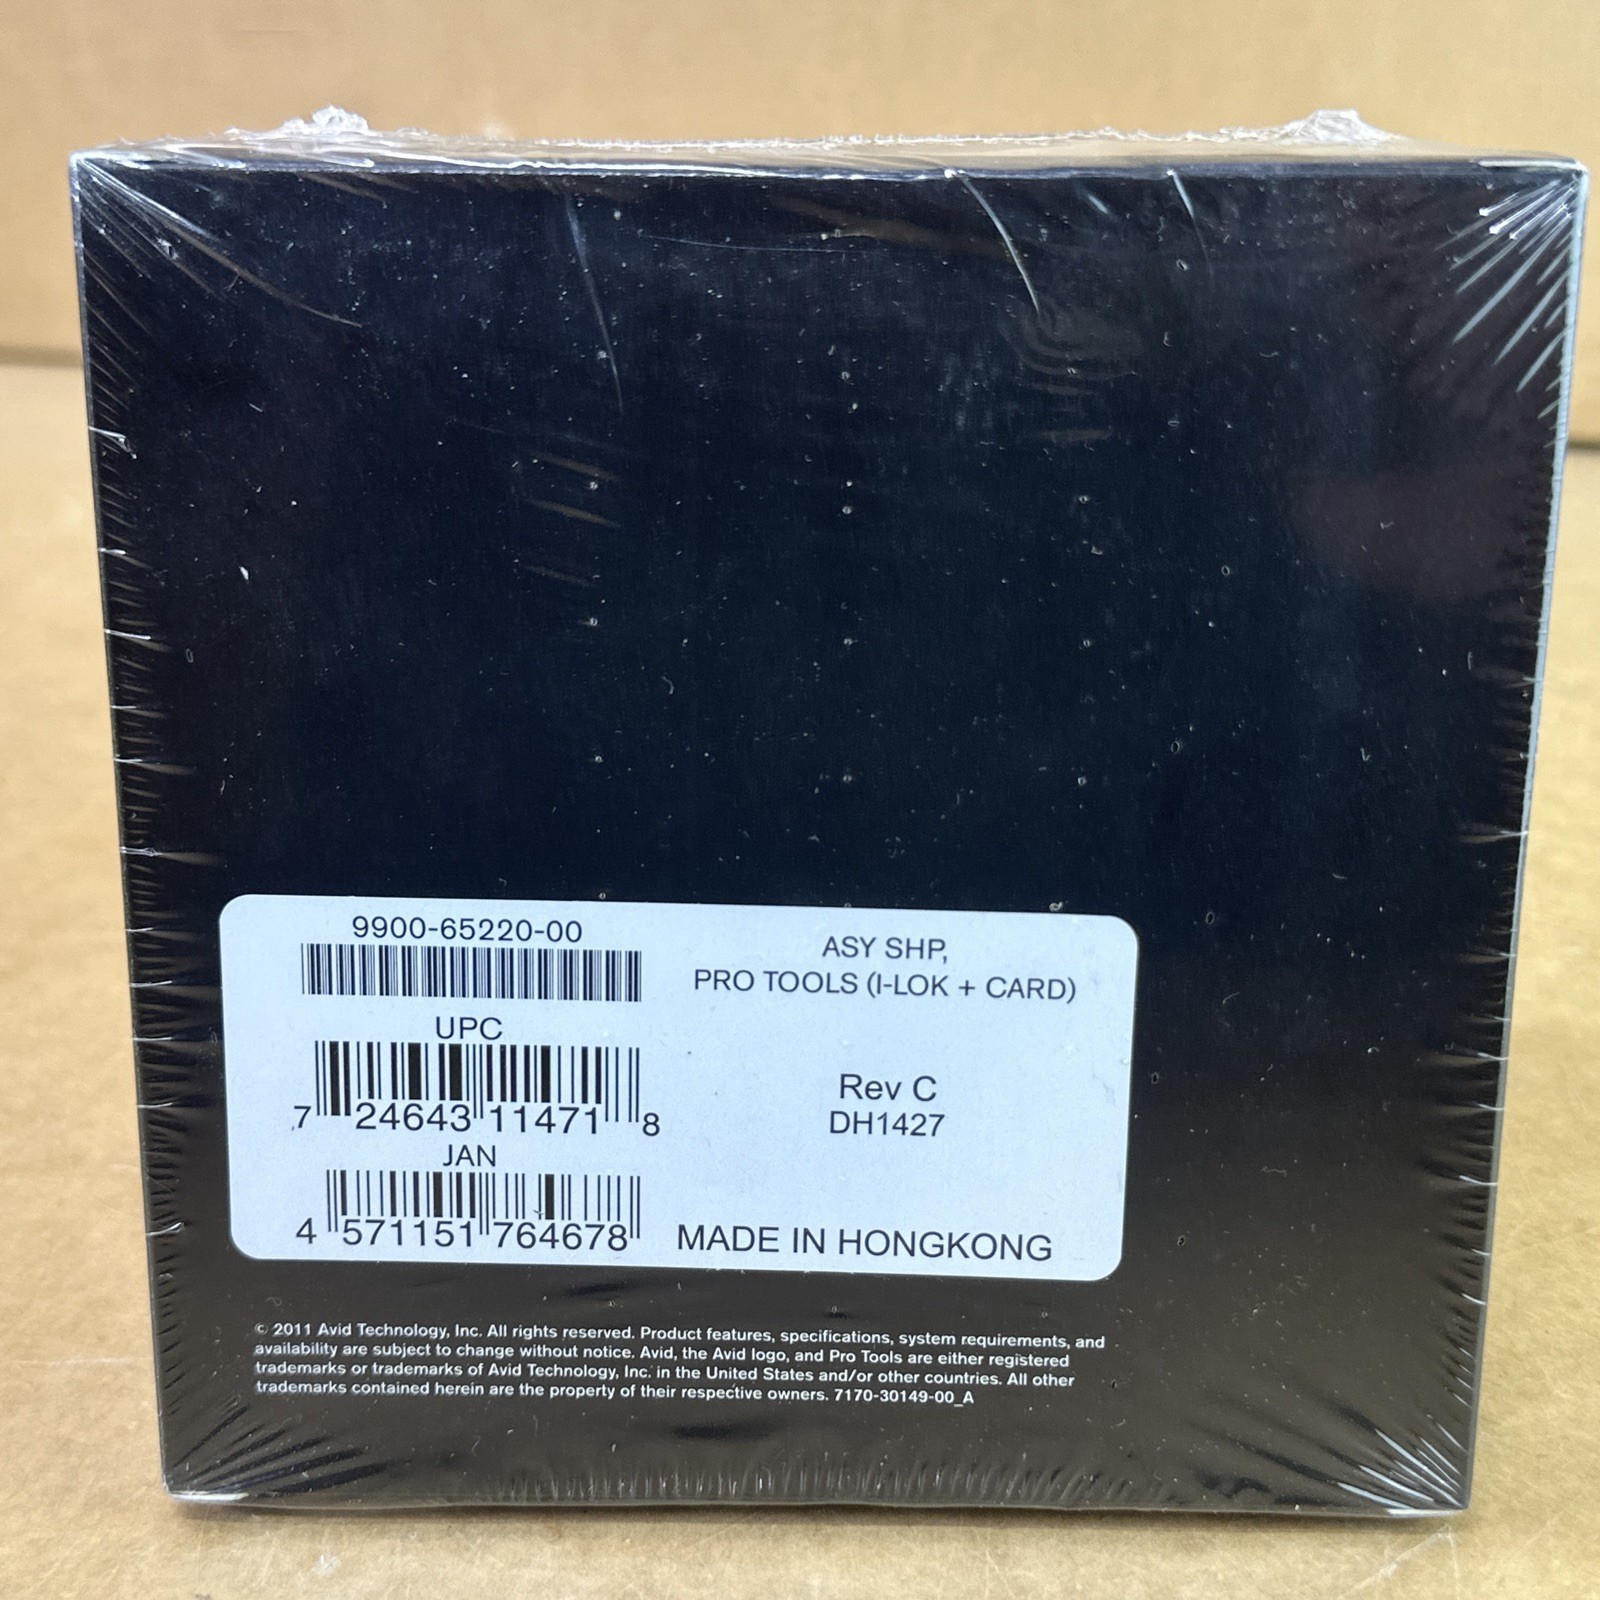 9900-65220-00
ASY SHP,
PRO TOOLS (I-LOK + CARD)
UPC
7 24643 11471 8
Rev C
DH1427
JAN
4 571151 764678
MADE IN HONGKONG
© 2011 Avid Technology, Inc. All rights reserved. Product features, specifications, system requirements, and
availability are subject to change without notice. Avid, the Avid logo, and Pro Tools are either registered
trademarks or trademarks of Avid Technology, Inc. in the United States and/or other countries. All other
trademarks contained herein are the property of their respective owners. 7170-30149-00_A